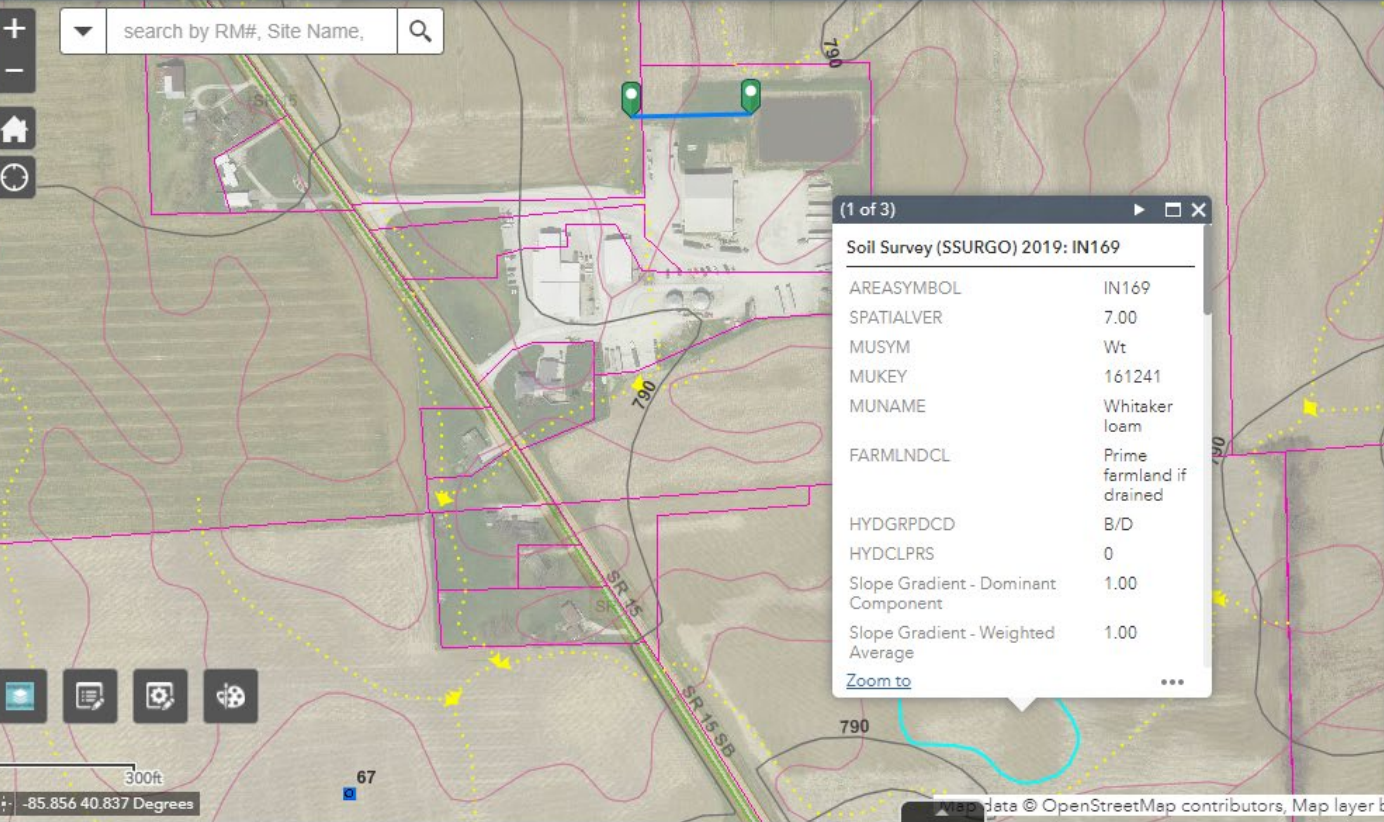 +
search by RM#, Site Name,
−
790
SR 15
(1 of 3)
Soil Survey (SSURGO) 2019: IN169
AREASYMBOL IN169
SPATIALVER 7.00
MUSYM Wt
MUKEY 161241
MUNAME Whitaker
loam
FARMLNDCL Prime
farmland if
drained
HYDGRPDCD B/D
HYDCLPRS 0
Slope Gradient - Dominant 1.00
Component
Slope Gradient - Weighted 1.00
Average
Zoom to
790
790
SR 15
SR
SR 15 SB
790
300ft
67
-85.856 40.837 Degrees
Map data © OpenStreetMap contributors, Map layer b